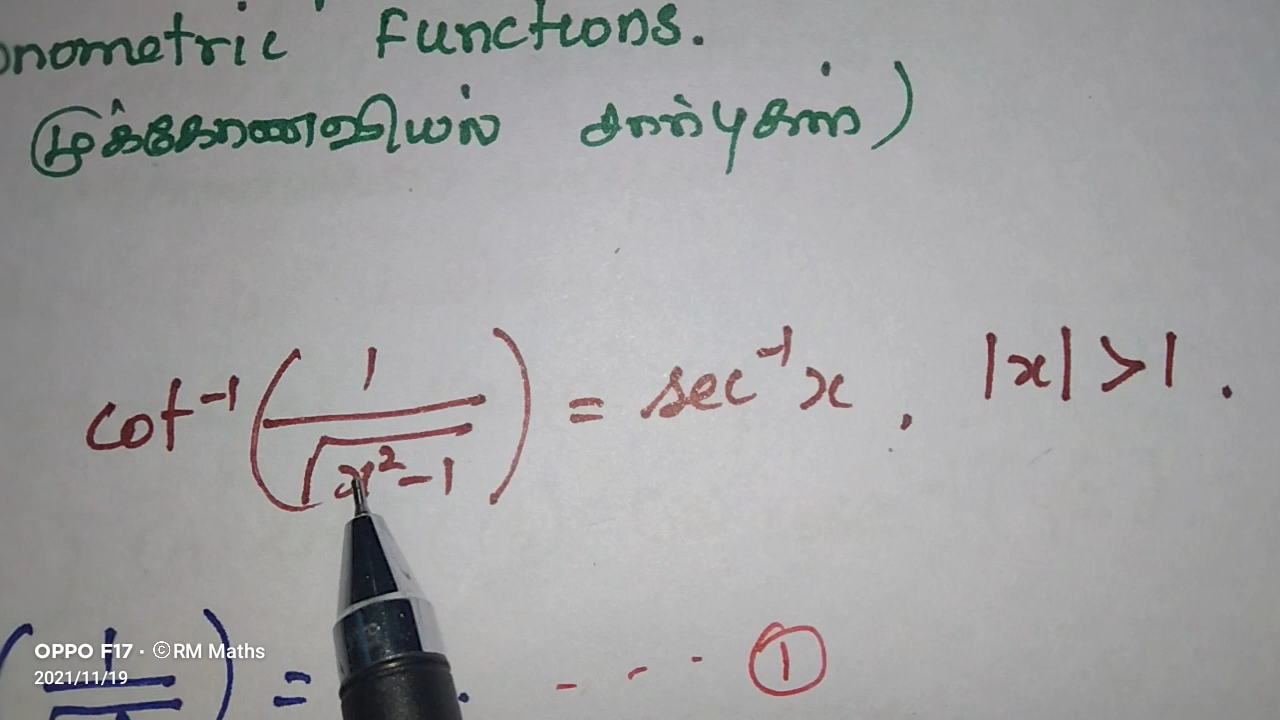 onometric Functions.
முக்கோணவியல் சார்புகள்)
cot⁻¹(1/√(x²-1)) = sec⁻¹x , |x| > 1 .
(1/√ ) = . - - - ①
OPPO F17 · ©RM Maths
2021/11/19